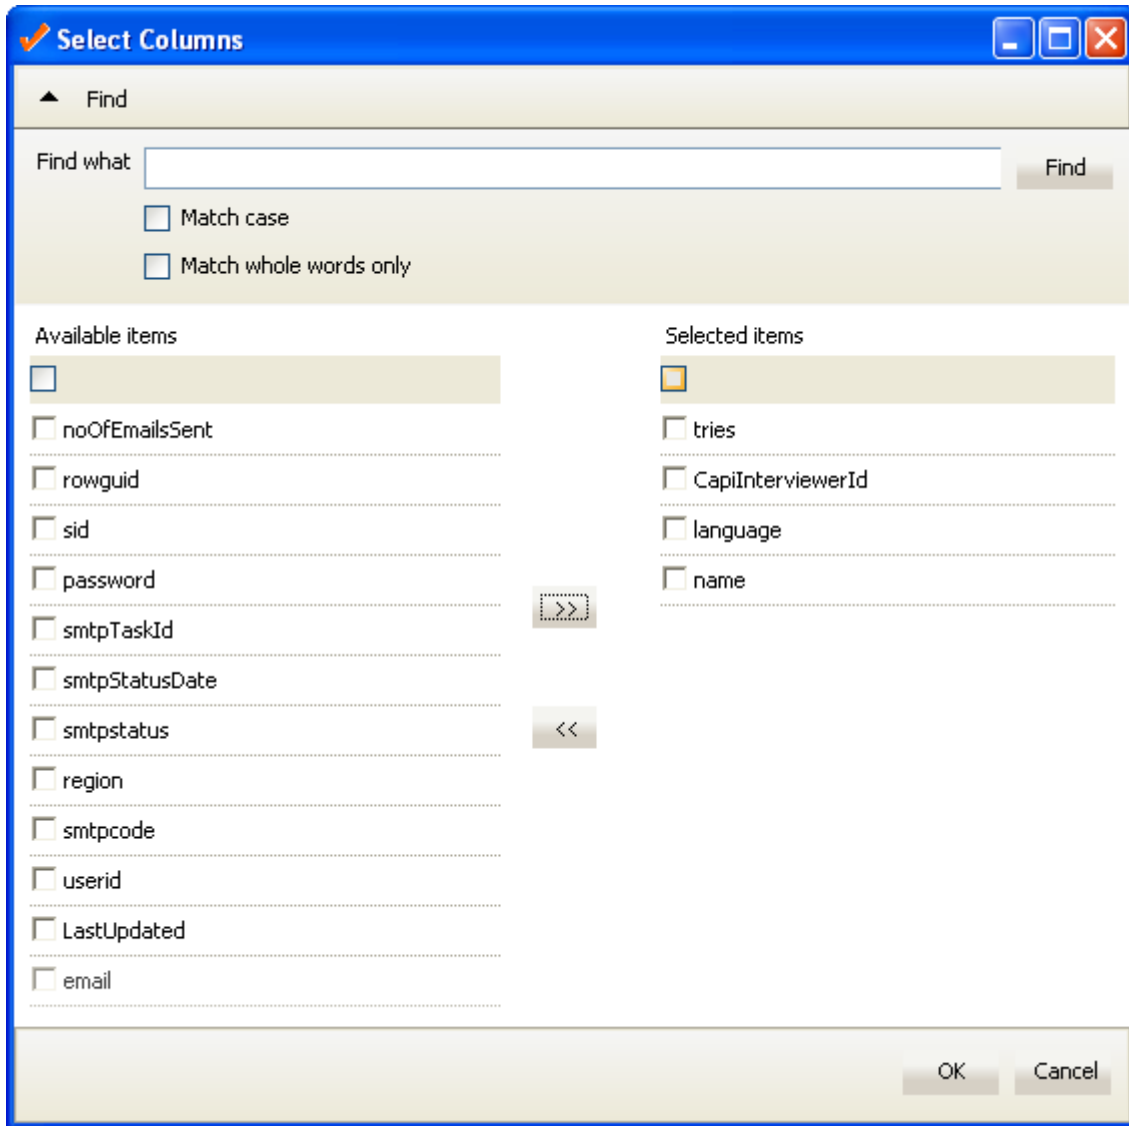 Select Columns
Find
Find what
Find
Match case
Match whole words only
Available items
noOfEmailsSent
rowguid
sid
password
smtpTaskId
smtpStatusDate
smtpstatus
region
smtpcode
userid
LastUpdated
email
>>
<<
Selected items
tries
CapiInterviewerId
language
name
OK
Cancel